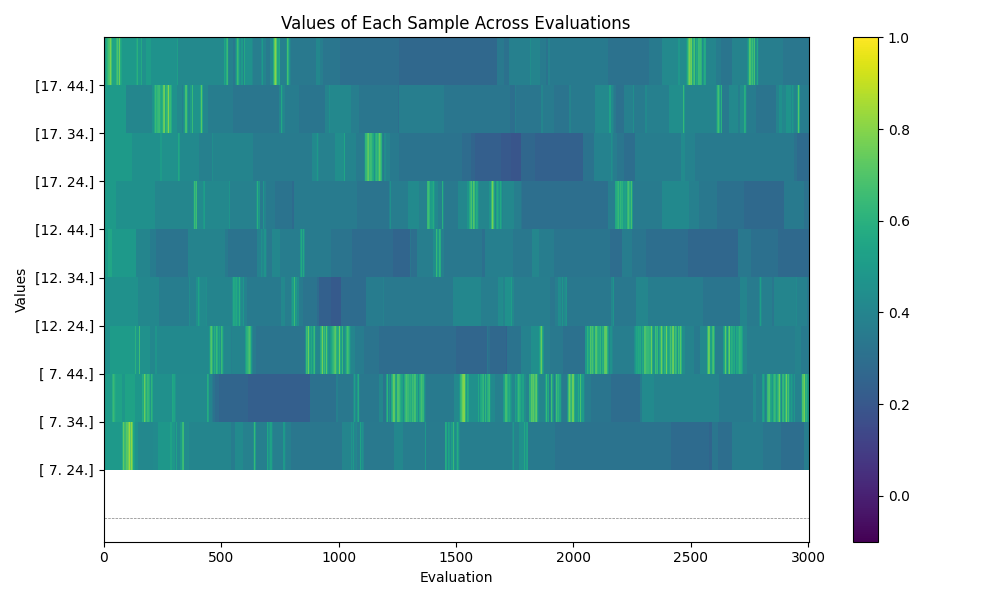 Values of Each Sample Across Evaluations
Values
[17. 44.]
[17. 34.]
[17. 24.]
[12. 44.]
[12. 34.]
[12. 24.]
[ 7. 44.]
[ 7. 34.]
[ 7. 24.]
0 500 1000 1500 2000 2500 3000
Evaluation
1.0
0.8
0.6
0.4
0.2
0.0